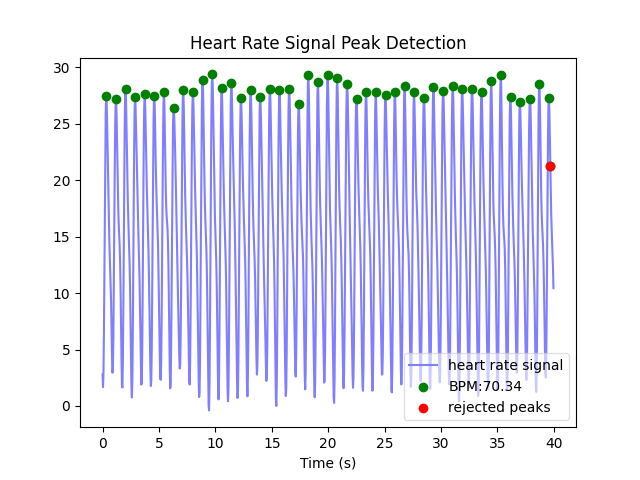 Heart Rate Signal Peak Detection
30
25
20
15
10
5
0
heart rate signal
BPM:70.34
rejected peaks
0 5 10 15 20 25 30 35 40
Time (s)